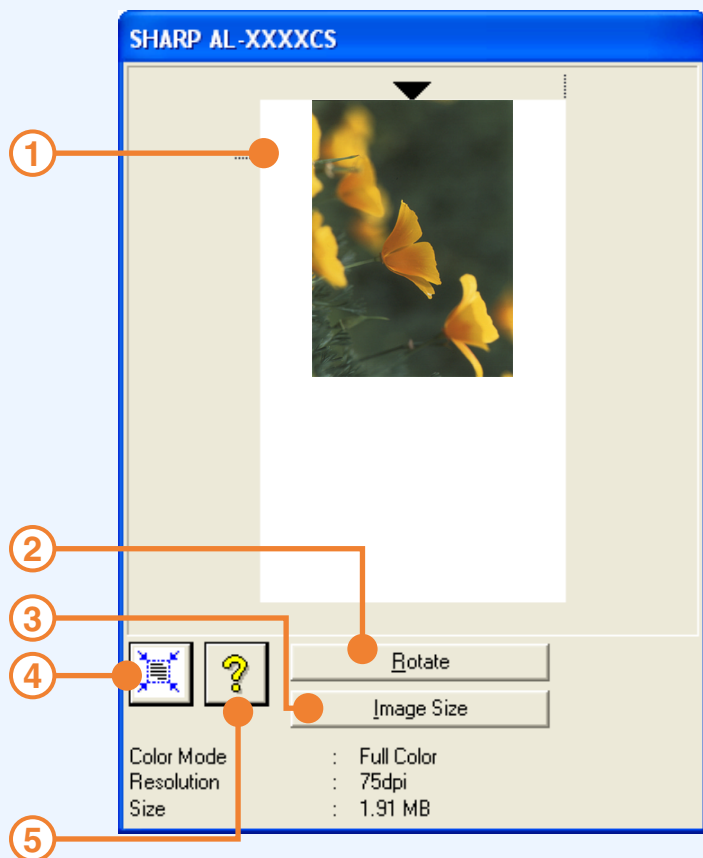 SHARP AL-XXXXCS
1
2
3
Rotate
4
?
Image Size
Color Mode : Full Color
Resolution : 75dpi
Size : 1.91 MB
5